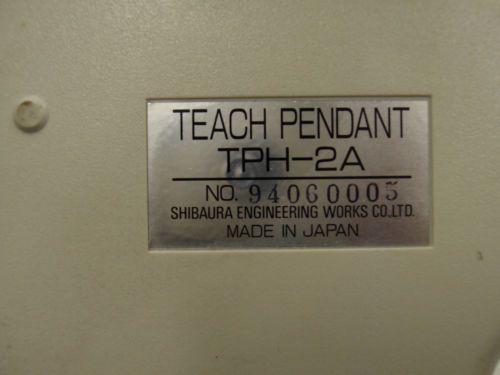 TEACH PENDANT
TPH-2A
NO. 94060005
SHIBAURA ENGINEERING WORKS CO.,LTD.
MADE IN JAPAN